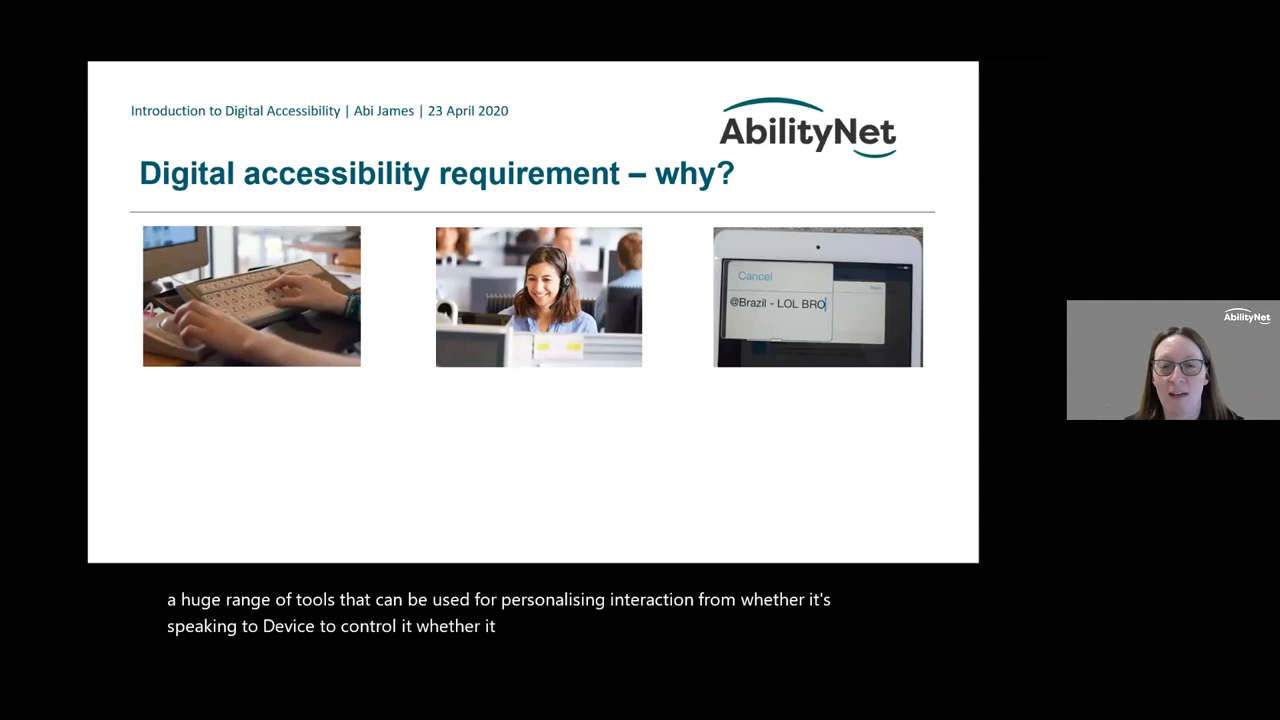 Introduction to Digital Accessibility | Abi James | 23 April 2020
AbilityNet
Digital accessibility requirement – why?
Cancel
@Brazil - LOL BRO
AbilityNet
a huge range of tools that can be used for personalising interaction from whether it's
speaking to Device to control it whether it